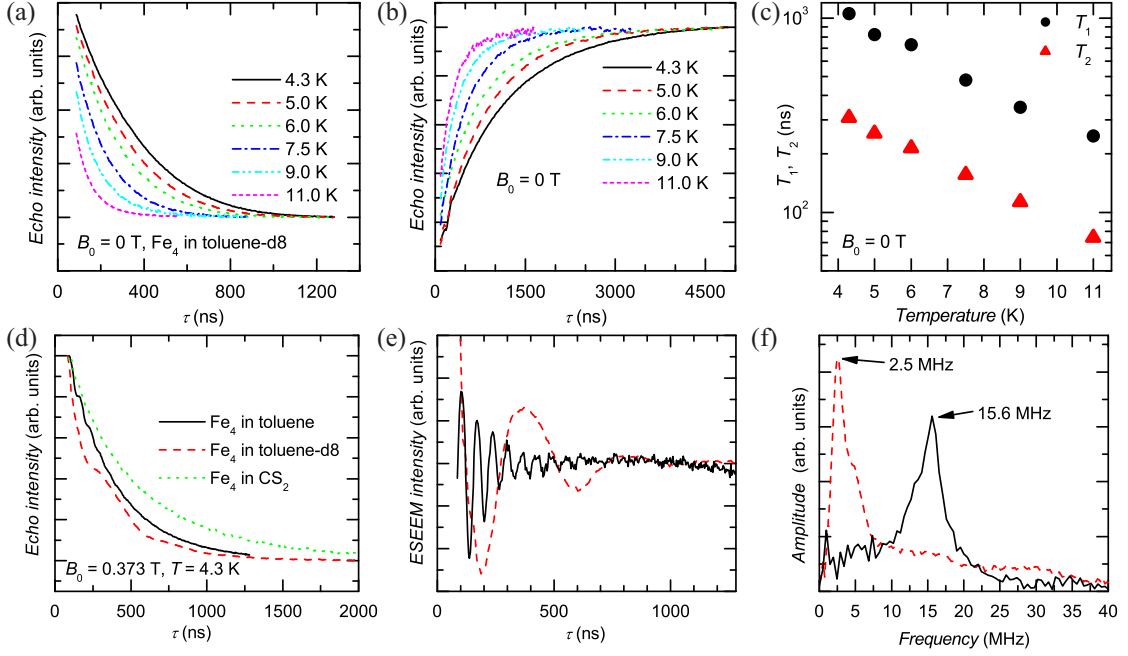 (a)
Echo intensity (arb. units)
4.3 K
5.0 K
6.0 K
7.5 K
9.0 K
11.0 K
B₀ = 0 T, Fe₄ in toluene-d8
0 400 800 1200
τ (ns)
(b)
Echo intensity (arb. units)
4.3 K
5.0 K
6.0 K
7.5 K
9.0 K
11.0 K
B₀ = 0 T
0 1500 3000 4500
τ (ns)
(c)
T₁, T₂ (ns)
10³
10²
T₁
T₂
B₀ = 0 T
4 5 6 7 8 9 10 11
Temperature (K)
(d)
Echo intensity (arb. units)
Fe₄ in toluene
Fe₄ in toluene-d8
Fe₄ in CS₂
B₀ = 0.373 T, T = 4.3 K
0 500 1000 1500 2000
τ (ns)
(e)
ESEEM intensity (arb. units)
0 500 1000
τ (ns)
(f)
Amplitude (arb. units)
2.5 MHz
15.6 MHz
0 5 10 15 20 25 30 35 40
Frequency (MHz)